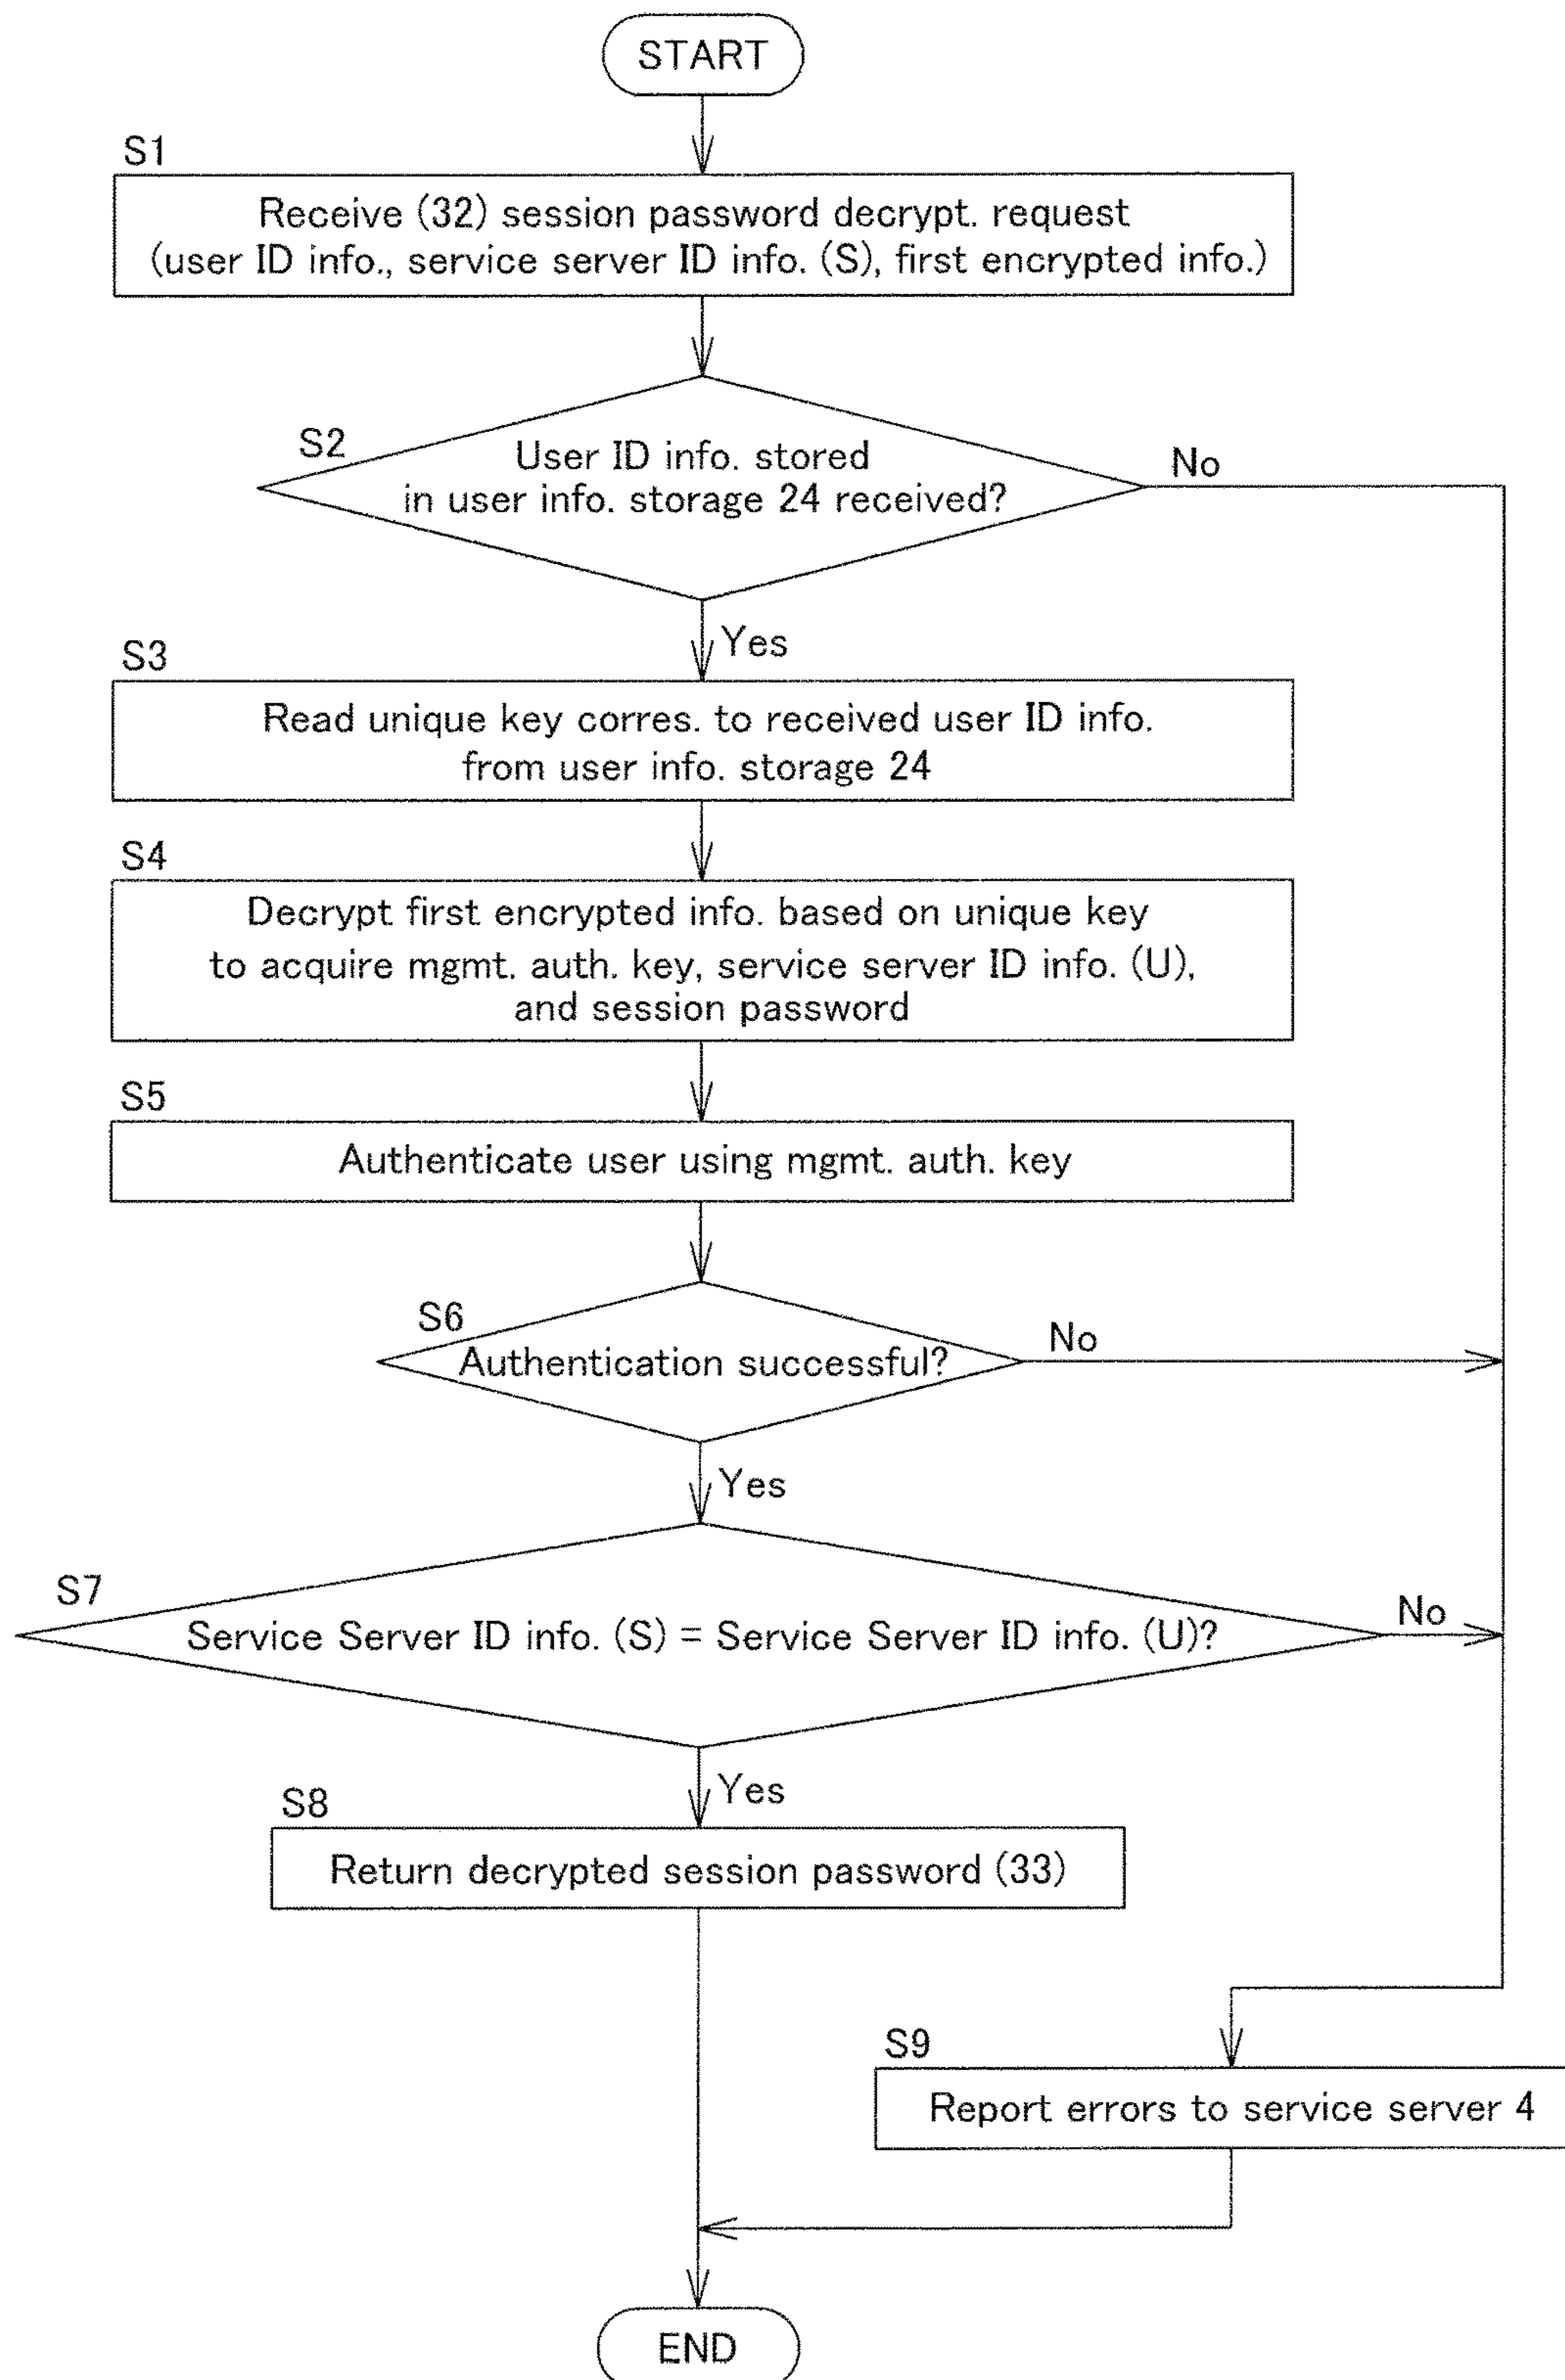 START
S1
Receive (32) session password decrypt. request
(user ID info., service server ID info. (S), first encrypted info.)
S2
User ID info. stored
in user info. storage 24 received?
No
Yes
S3
Read unique key corres. to received user ID info.
from user info. storage 24
S4
Decrypt first encrypted info. based on unique key
to acquire mgmt. auth. key, service server ID info. (U),
and session password
S5
Authenticate user using mgmt. auth. key
S6
Authentication successful?
No
Yes
S7
Service Server ID info. (S) = Service Server ID info. (U)?
No
Yes
S8
Return decrypted session password (33)
S9
Report errors to service server 4
END